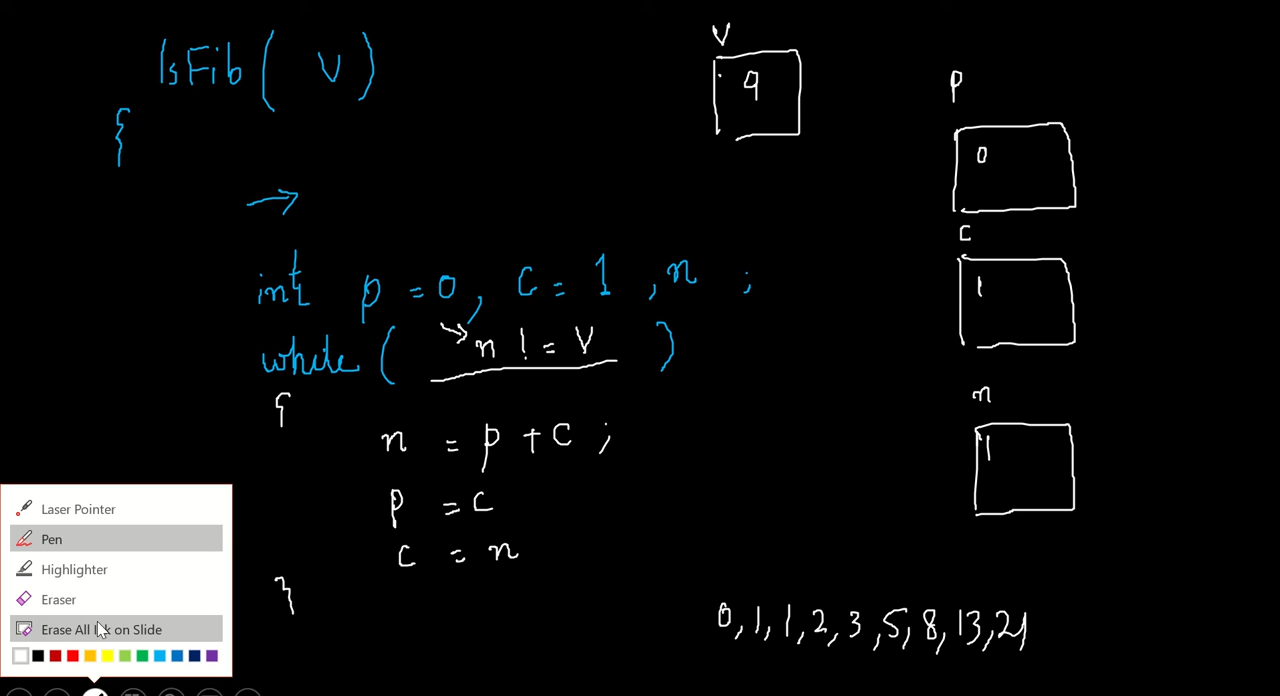 IsFib( V )
{
→
int p = 0, c = 1, n ;
while ( → n != V )
{
n = p + c ;
p = c
c = n
}
V
9
p
0
c
1
n
1
0, 1, 1, 2, 3, 5, 8, 13, 21
Laser Pointer
Pen
Highlighter
Eraser
Erase All Ink on Slide